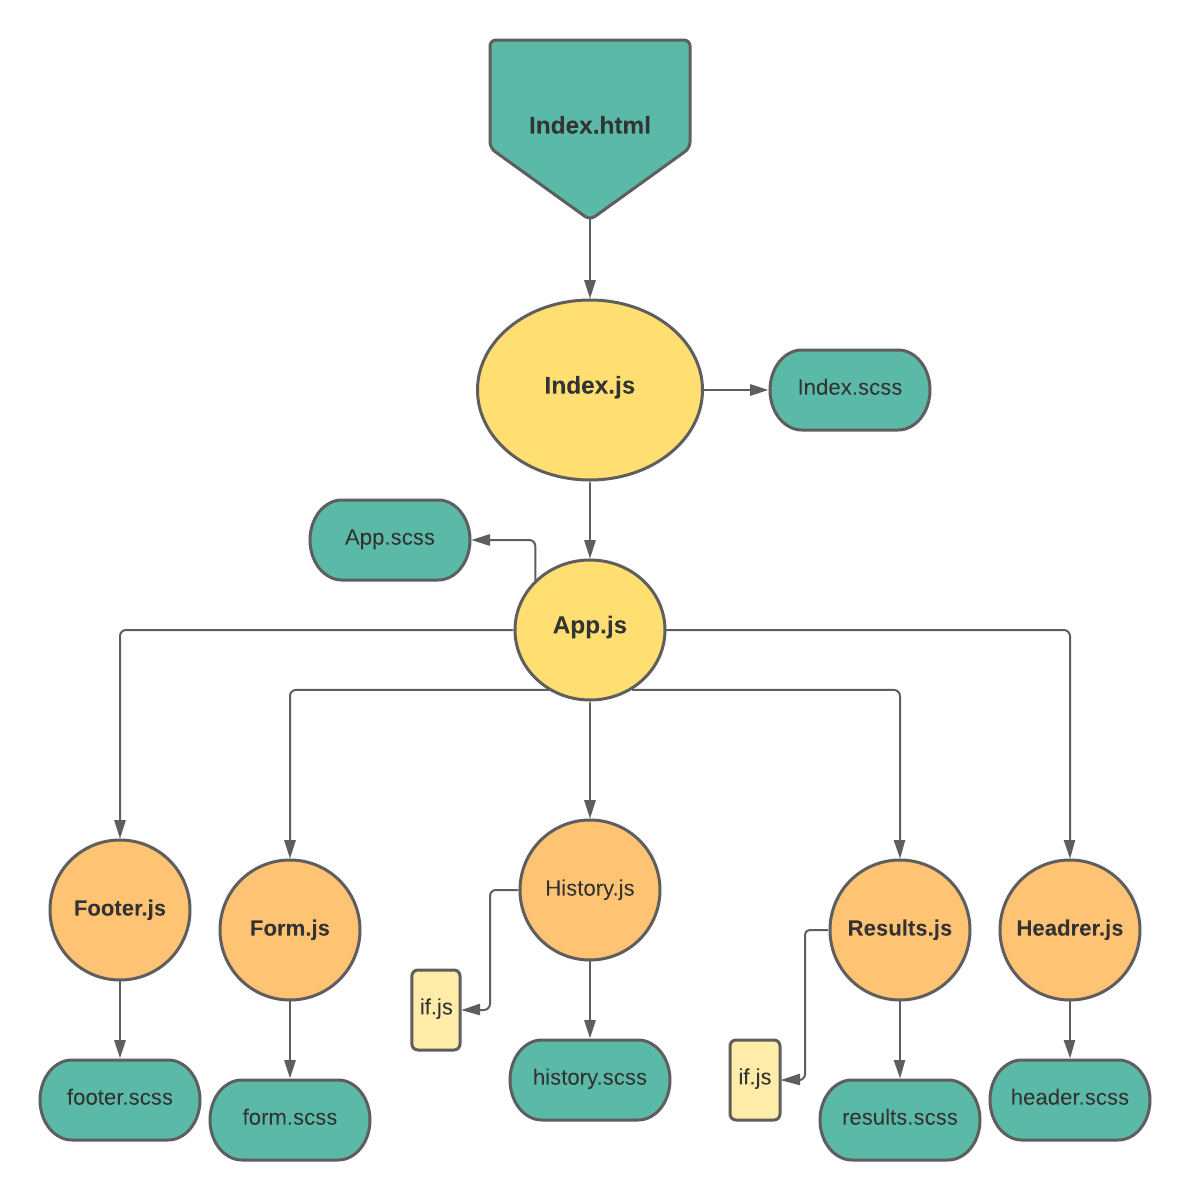 Index.html
Index.js
Index.scss
App.scss
App.js
Footer.js
Form.js
History.js
Results.js
Headrer.js
if.js
if.js
footer.scss
form.scss
history.scss
results.scss
header.scss